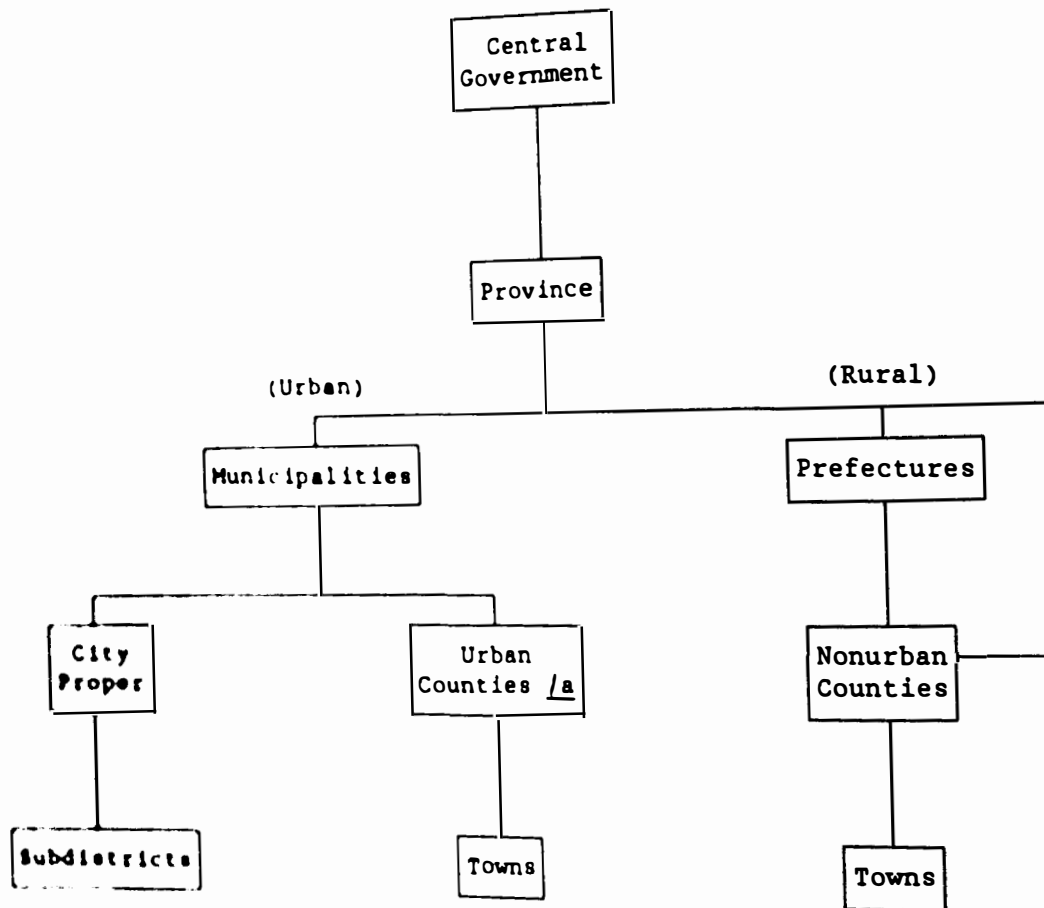 Central
Government
Province
(Urban)
(Rural)
Municipalities
Prefectures
City
Proper
Urban
Counties /a
Nonurban
Counties
Subdistricts
Towns
Towns